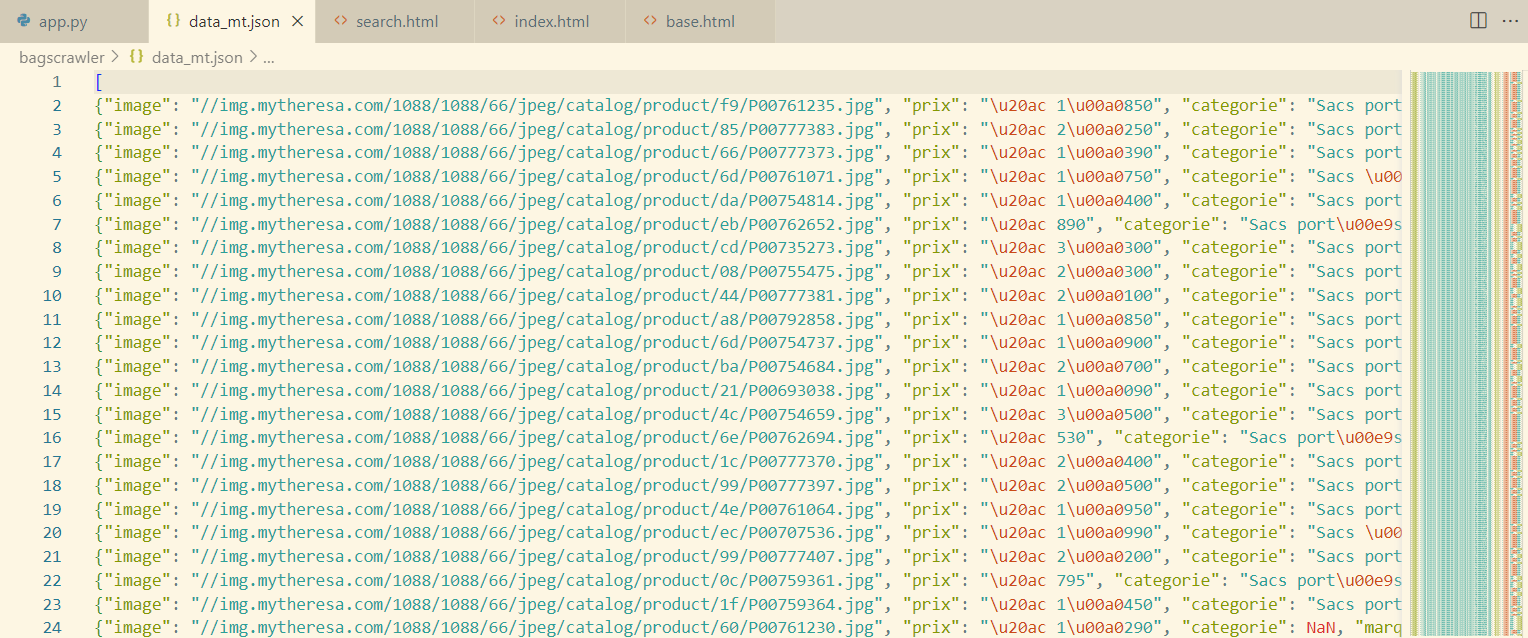 app.py data_mt.json search.html index.html base.html
bagscrawler > {} data_mt.json > ...
1 [
2 {"image": "//img.mytheresa.com/1088/1088/66/jpeg/catalog/product/f9/P00761235.jpg", "prix": "\u20ac 1\u00a0850", "categorie": "Sacs port
3 {"image": "//img.mytheresa.com/1088/1088/66/jpeg/catalog/product/85/P00777383.jpg", "prix": "\u20ac 2\u00a0250", "categorie": "Sacs port
4 {"image": "//img.mytheresa.com/1088/1088/66/jpeg/catalog/product/66/P00777373.jpg", "prix": "\u20ac 1\u00a0390", "categorie": "Sacs port
5 {"image": "//img.mytheresa.com/1088/1088/66/jpeg/catalog/product/6d/P00761071.jpg", "prix": "\u20ac 1\u00a0750", "categorie": "Sacs \u00
6 {"image": "//img.mytheresa.com/1088/1088/66/jpeg/catalog/product/da/P00754814.jpg", "prix": "\u20ac 1\u00a0400", "categorie": "Sacs port
7 {"image": "//img.mytheresa.com/1088/1088/66/jpeg/catalog/product/eb/P00762652.jpg", "prix": "\u20ac 890", "categorie": "Sacs port\u00e9s
8 {"image": "//img.mytheresa.com/1088/1088/66/jpeg/catalog/product/cd/P00735273.jpg", "prix": "\u20ac 3\u00a0300", "categorie": "Sacs port
9 {"image": "//img.mytheresa.com/1088/1088/66/jpeg/catalog/product/08/P00755475.jpg", "prix": "\u20ac 2\u00a0300", "categorie": "Sacs port
10 {"image": "//img.mytheresa.com/1088/1088/66/jpeg/catalog/product/44/P00777381.jpg", "prix": "\u20ac 2\u00a0100", "categorie": "Sacs port
11 {"image": "//img.mytheresa.com/1088/1088/66/jpeg/catalog/product/a8/P00792858.jpg", "prix": "\u20ac 1\u00a0850", "categorie": "Sacs port
12 {"image": "//img.mytheresa.com/1088/1088/66/jpeg/catalog/product/6d/P00754737.jpg", "prix": "\u20ac 1\u00a0900", "categorie": "Sacs port
13 {"image": "//img.mytheresa.com/1088/1088/66/jpeg/catalog/product/ba/P00754684.jpg", "prix": "\u20ac 2\u00a0700", "categorie": "Sacs port
14 {"image": "//img.mytheresa.com/1088/1088/66/jpeg/catalog/product/21/P00693038.jpg", "prix": "\u20ac 1\u00a0090", "categorie": "Sacs port
15 {"image": "//img.mytheresa.com/1088/1088/66/jpeg/catalog/product/4c/P00754659.jpg", "prix": "\u20ac 3\u00a0500", "categorie": "Sacs port
16 {"image": "//img.mytheresa.com/1088/1088/66/jpeg/catalog/product/6e/P00762694.jpg", "prix": "\u20ac 530", "categorie": "Sacs port\u00e9s
17 {"image": "//img.mytheresa.com/1088/1088/66/jpeg/catalog/product/1c/P00777370.jpg", "prix": "\u20ac 2\u00a0400", "categorie": "Sacs port
18 {"image": "//img.mytheresa.com/1088/1088/66/jpeg/catalog/product/99/P00777397.jpg", "prix": "\u20ac 2\u00a0500", "categorie": "Sacs port
19 {"image": "//img.mytheresa.com/1088/1088/66/jpeg/catalog/product/4e/P00761064.jpg", "prix": "\u20ac 1\u00a0950", "categorie": "Sacs port
20 {"image": "//img.mytheresa.com/1088/1088/66/jpeg/catalog/product/ec/P00707536.jpg", "prix": "\u20ac 1\u00a0990", "categorie": "Sacs \u00
21 {"image": "//img.mytheresa.com/1088/1088/66/jpeg/catalog/product/99/P00777407.jpg", "prix": "\u20ac 2\u00a0200", "categorie": "Sacs port
22 {"image": "//img.mytheresa.com/1088/1088/66/jpeg/catalog/product/0c/P00759361.jpg", "prix": "\u20ac 795", "categorie": "Sacs port\u00e9s
23 {"image": "//img.mytheresa.com/1088/1088/66/jpeg/catalog/product/1f/P00759364.jpg", "prix": "\u20ac 1\u00a0450", "categorie": "Sacs port
24 {"image": "//img.mytheresa.com/1088/1088/66/jpeg/catalog/product/60/P00761230.jpg", "prix": "\u20ac 1\u00a0290", "categorie": NaN, "marq